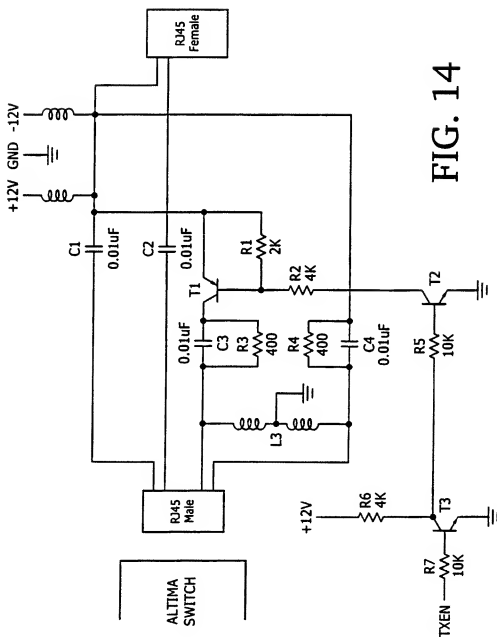 RJ45
Female
+12V GND -12V
C1
0.01uF
C2
0.01uF
R1
2K
T1
R2
4K
0.01uF
C3
R3
400
R4
400
0.01uF
C4
L3
T2
R5
10K
RJ45
Male
+12V
R6
4K
T3
R7
10K
TXEN
ALTIMA
SWITCH
FIG. 14